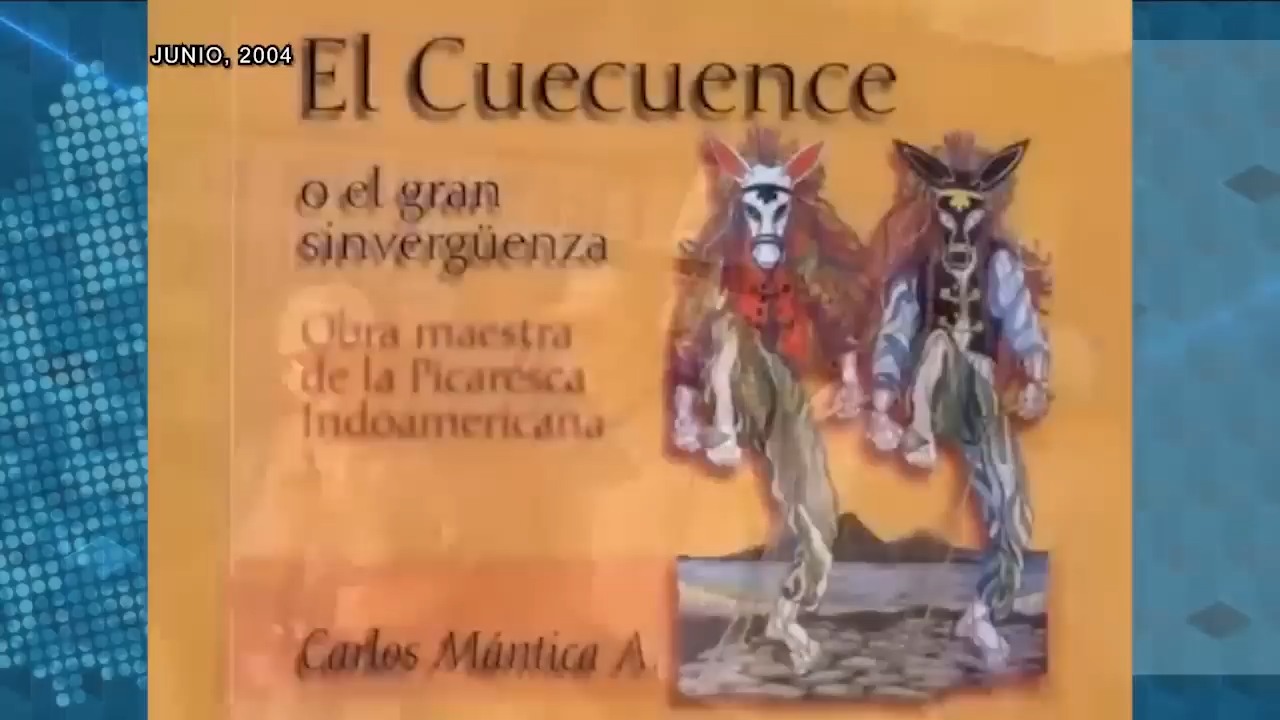 JUNIO, 2004
El Cuecuence
o el gran
sinvergüenza
Obra maestra
de la Picaresca
Indoamericana
Carlos Mántica A.